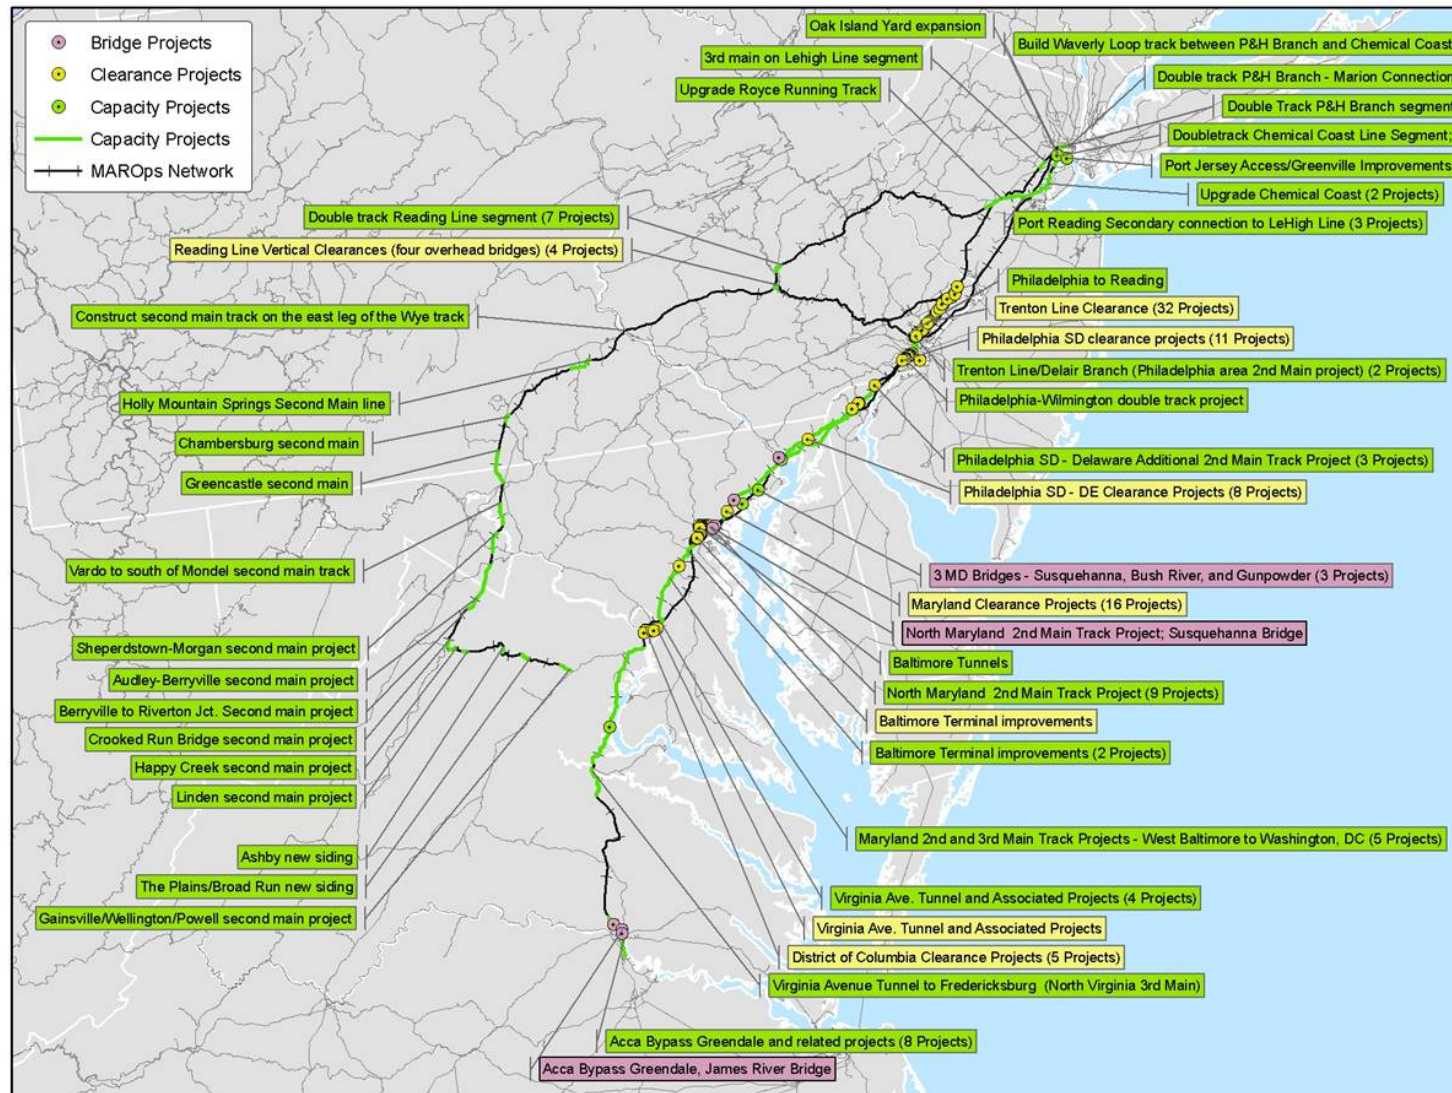 Bridge Projects
Clearance Projects
Capacity Projects
Capacity Projects
MAROps Network
Oak Island Yard expansion
3rd main on Lehigh Line segment
Upgrade Royce Running Track
Build Waverly Loop track between P&H Branch and Chemical Coast
Double track P&H Branch - Marion Connection
Double Track P&H Branch segment
Doubletrack Chemical Coast Line Segment;
Port Jersey Access/Greenville Improvements
Upgrade Chemical Coast (2 Projects)
Port Reading Secondary connection to LeHigh Line (3 Projects)
Double track Reading Line segment (7 Projects)
Reading Line Vertical Clearances (four overhead bridges) (4 Projects)
Construct second main track on the east leg of the Wye track
Holly Mountain Springs Second Main line
Chambersburg second main
Greencastle second main
Vardo to south of Mondel second main track
Sheperdstown-Morgan second main project
Audley-Berryville second main project
Berryville to Riverton Jct. Second main project
Crooked Run Bridge second main project
Happy Creek second main project
Linden second main project
Ashby new siding
The Plains/Broad Run new siding
Gainsville/Wellington/Powell second main project
Philadelphia to Reading
Trenton Line Clearance (32 Projects)
Philadelphia SD clearance projects (11 Projects)
Trenton Line/Delair Branch (Philadelphia area 2nd Main project) (2 Projects)
Philadelphia-Wilmington double track project
Philadelphia SD - Delaware Additional 2nd Main Track Project (3 Projects)
Philadelphia SD - DE Clearance Projects (8 Projects)
3 MD Bridges - Susquehanna, Bush River, and Gunpowder (3 Projects)
Maryland Clearance Projects (16 Projects)
North Maryland 2nd Main Track Project; Susquehanna Bridge
Baltimore Tunnels
North Maryland 2nd Main Track Project (9 Projects)
Baltimore Terminal improvements
Baltimore Terminal improvements (2 Projects)
Maryland 2nd and 3rd Main Track Projects - West Baltimore to Washington, DC (5 Projects)
Virginia Ave. Tunnel and Associated Projects (4 Projects)
Virginia Ave. Tunnel and Associated Projects
District of Columbia Clearance Projects (5 Projects)
Virginia Avenue Tunnel to Fredericksburg (North Virginia 3rd Main)
Acca Bypass Greendale and related projects (8 Projects)
Acca Bypass Greendale, James River Bridge